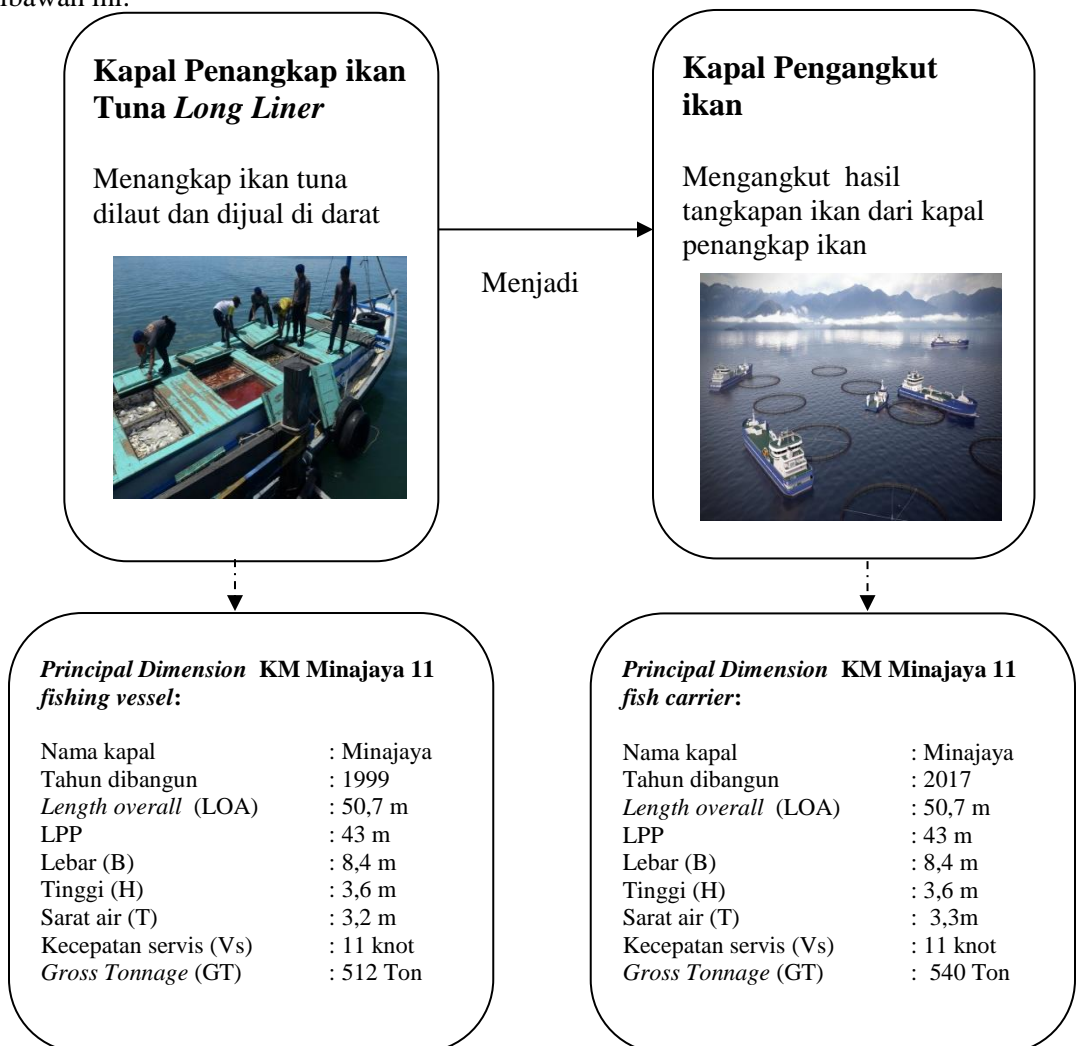 Kapal Penangkap ikan
Tuna Long Liner
Menangkap ikan tuna
dilaut dan dijual di darat
Menjadi
Kapal Pengangkut
ikan
Mengangkut hasil
tangkapan ikan dari kapal
penangkap ikan
Principal Dimension KM Minajaya 11
fishing vessel:
Nama kapal : Minajaya
Tahun dibangun : 1999
Length overall (LOA) : 50,7 m
LPP : 43 m
Lebar (B) : 8,4 m
Tinggi (H) : 3,6 m
Sarat air (T) : 3,2 m
Kecepatan servis (Vs) : 11 knot
Gross Tonnage (GT) : 512 Ton
Principal Dimension KM Minajaya 11
fish carrier:
Nama kapal : Minajaya
Tahun dibangun : 2017
Length overall (LOA) : 50,7 m
LPP : 43 m
Lebar (B) : 8,4 m
Tinggi (H) : 3,6 m
Sarat air (T) : 3,3m
Kecepatan servis (Vs) : 11 knot
Gross Tonnage (GT) : 540 Ton